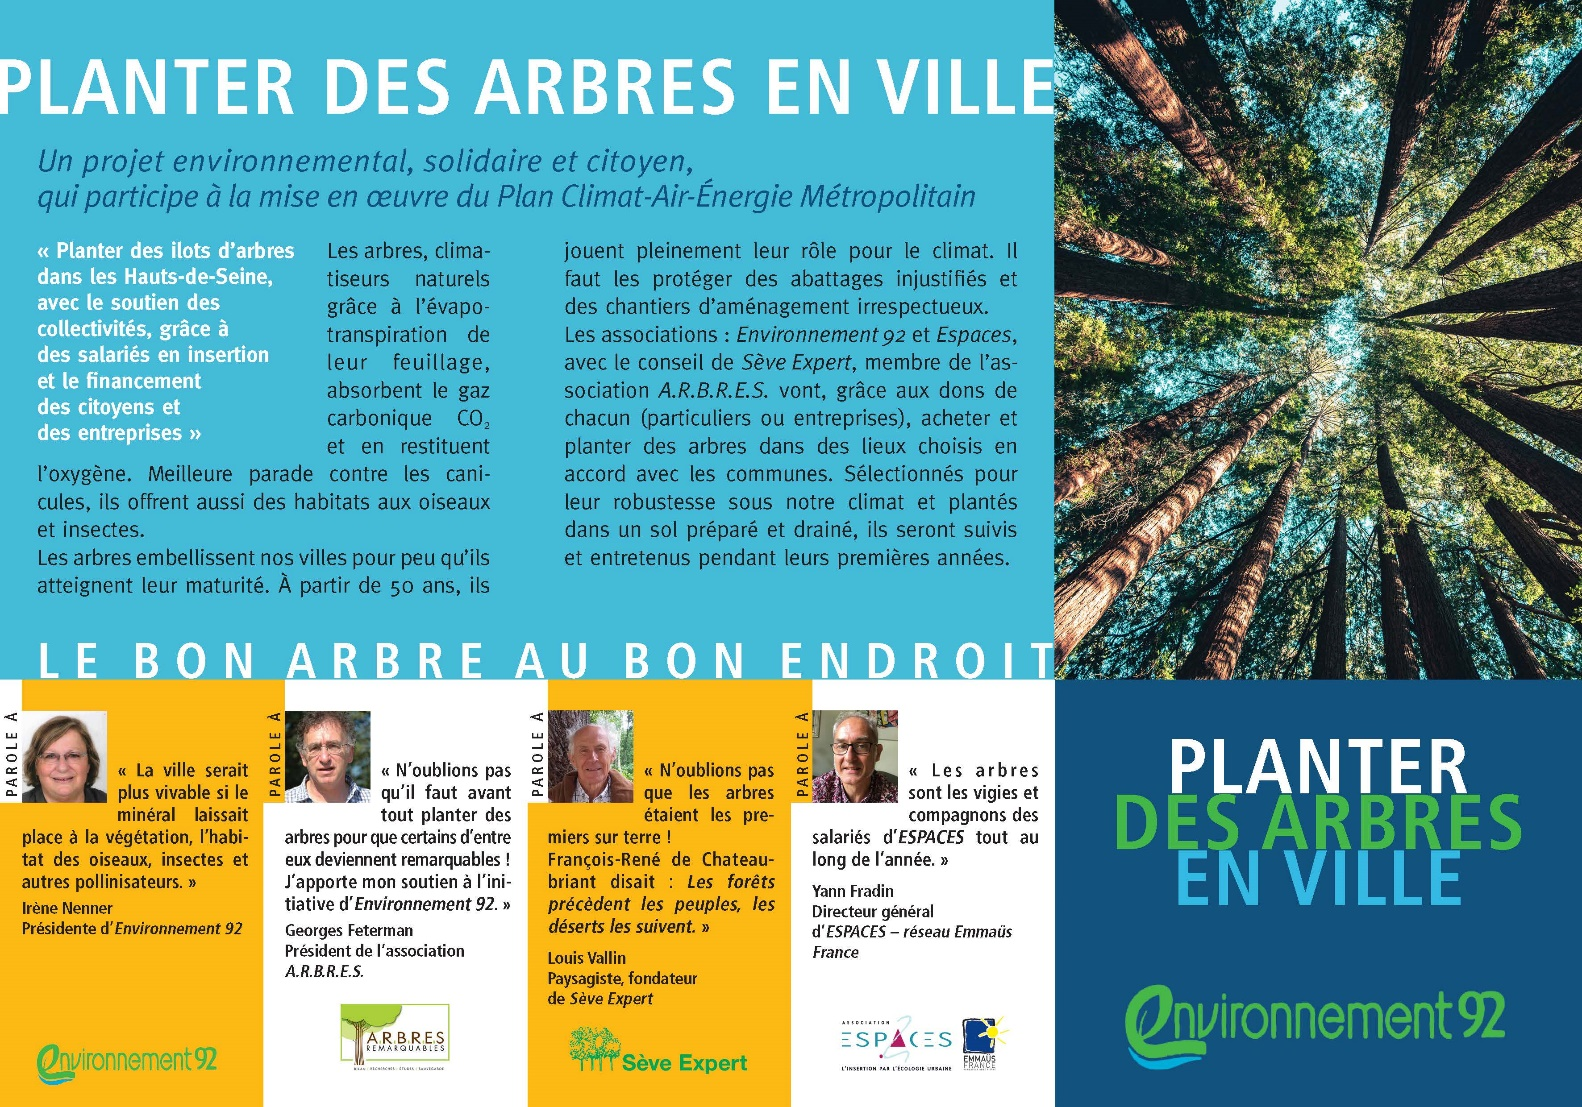 PLANTER DES ARBRES EN VILLE
Un projet environnemental, solidaire et citoyen,
qui participe à la mise en œuvre du Plan Climat-Air-Énergie Métropolitain
« Planter des ilots d’arbres
dans les Hauts-de-Seine,
avec le soutien des
collectivités, grâce à
des salariés en insertion
et le financement
des citoyens et
des entreprises »
Les arbres, clima-
tiseurs naturels
grâce à l’évapo-
transpiration de
leur feuillage,
absorbent le gaz
carbonique CO2
et en restituent
l’oxygène. Meilleure parade contre les cani-
cules, ils offrent aussi des habitats aux oiseaux
et insectes.
Les arbres embellissent nos villes pour peu qu’ils
atteignent leur maturité. À partir de 50 ans, ils
jouent pleinement leur rôle pour le climat. Il
faut les protéger des abattages injustifiés et
des chantiers d’aménagement irrespectueux.
Les associations : Environnement 92 et Espaces,
avec le conseil de Sève Expert, membre de l’as-
sociation A.R.B.R.E.S. vont, grâce aux dons de
chacun (particuliers ou entreprises), acheter et
planter des arbres dans des lieux choisis en
accord avec les communes. Sélectionnés pour
leur robustesse sous notre climat et plantés
dans un sol préparé et drainé, ils seront suivis
et entretenus pendant leurs premières années.
LE BON ARBRE AU BON ENDROIT
PAROLE À
« La ville serait
plus vivable si le
minéral laissait
place à la végétation, l’habi-
tat des oiseaux, insectes et
autres pollinisateurs. »
Irène Nenner
Présidente d’Environnement 92
environnement 92
PAROLE À
« N’oublions pas
qu’il faut avant
tout planter des
arbres pour que certains d’entre
eux deviennent remarquables !
J’apporte mon soutien à l’ini-
tiative d’Environnement 92. »
Georges Feterman
Président de l’association
A.R.B.R.E.S.
A.R.B.R.E.S
REMARQUABLES
BILAN / RECHERCHES / ÉTUDES / SAUVEGARDE
PAROLE À
« N’oublions pas
que les arbres
étaient les pre-
miers sur terre !
François-René de Chateau-
briant disait : Les forêts
précèdent les peuples, les
déserts les suivent. »
Louis Vallin
Paysagiste, fondateur
de Sève Expert
Sève Expert
PAROLE À
« Les arbres
sont les vigies et
compagnons des
salariés d’ESPACES tout au
long de l’année. »
Yann Fradin
Directeur général
d’ESPACES – réseau Emmaüs
France
ASSOCIATION
ESPACES
L’INSERTION PAR L’ÉCOLOGIE URBAINE
EMMAÜS
FRANCE
PLANTER
DES ARBRES
EN VILLE
environnement 92